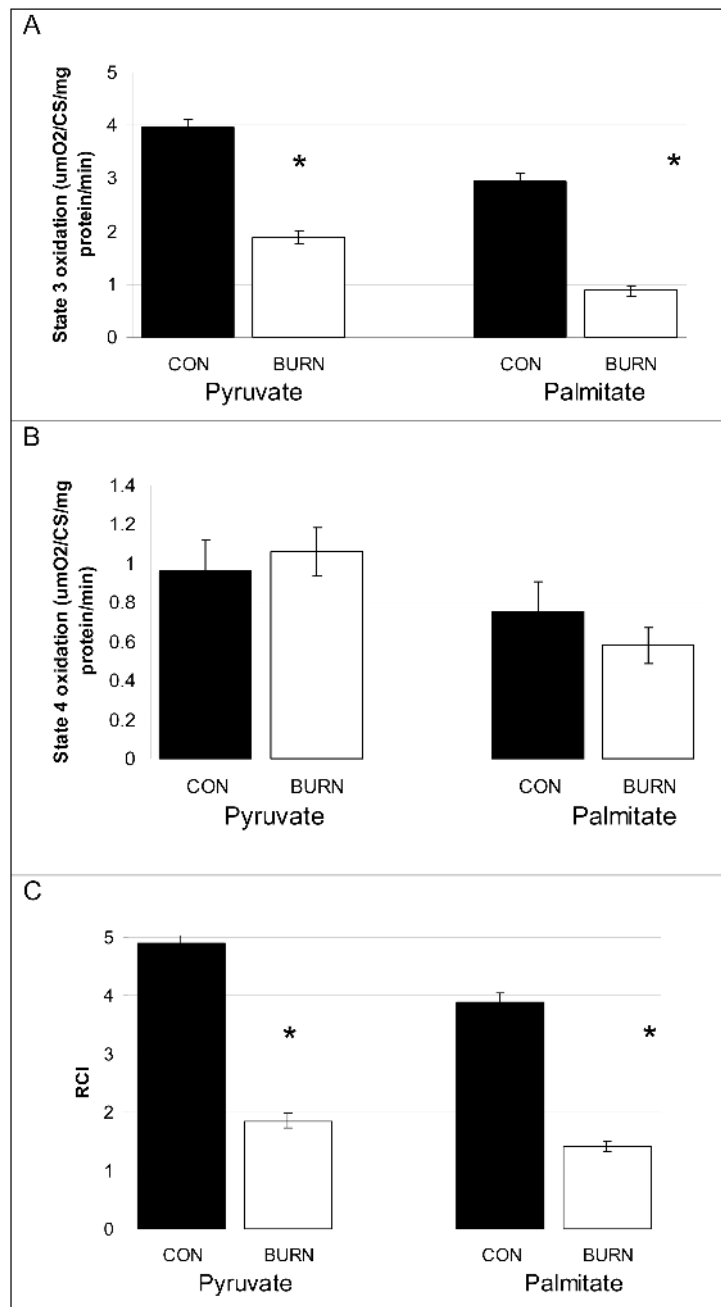 A
State 3 oxidation (umO2/CS/mg
protein/min)
5
4
3
2
1
0
*
*
CON BURN CON BURN
Pyruvate Palmitate
B
State 4 oxidation (umO2/CS/mg
protein/min)
1.4
1.2
1
0.8
0.6
0.4
0.2
0
CON BURN CON BURN
Pyruvate Palmitate
C
RCI
5
4
3
2
1
0
*
*
CON BURN CON BURN
Pyruvate Palmitate